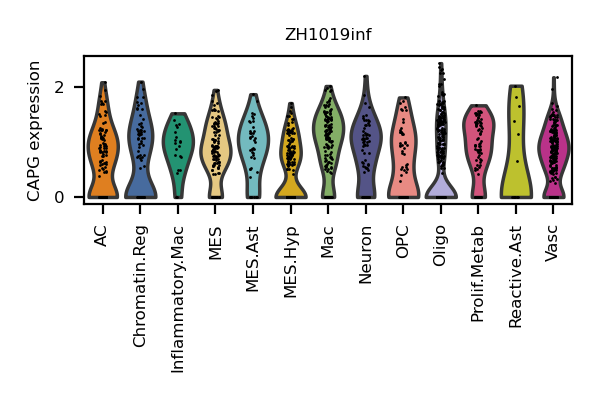 ZH1019inf
CAPG expression
2
0
AC
Chromatin.Reg
Inflammatory.Mac
MES
MES.Ast
MES.Hyp
Mac
Neuron
OPC
Oligo
Prolif.Metab
Reactive.Ast
Vasc